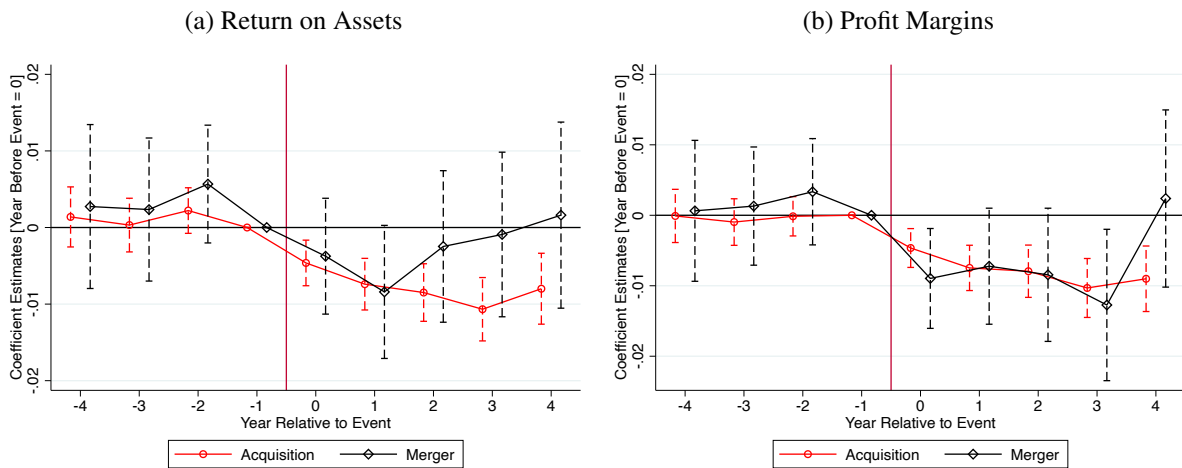 (a) Return on Assets
Coefficient Estimates [Year Before Event = 0]
.02
.01
0
-.01
-.02
-4 -3 -2 -1 0 1 2 3 4
Year Relative to Event
Acquisition Merger
(b) Profit Margins
Coefficient Estimates [Year Before Event = 0]
.02
.01
0
-.01
-.02
-4 -3 -2 -1 0 1 2 3 4
Year Relative to Event
Acquisition Merger